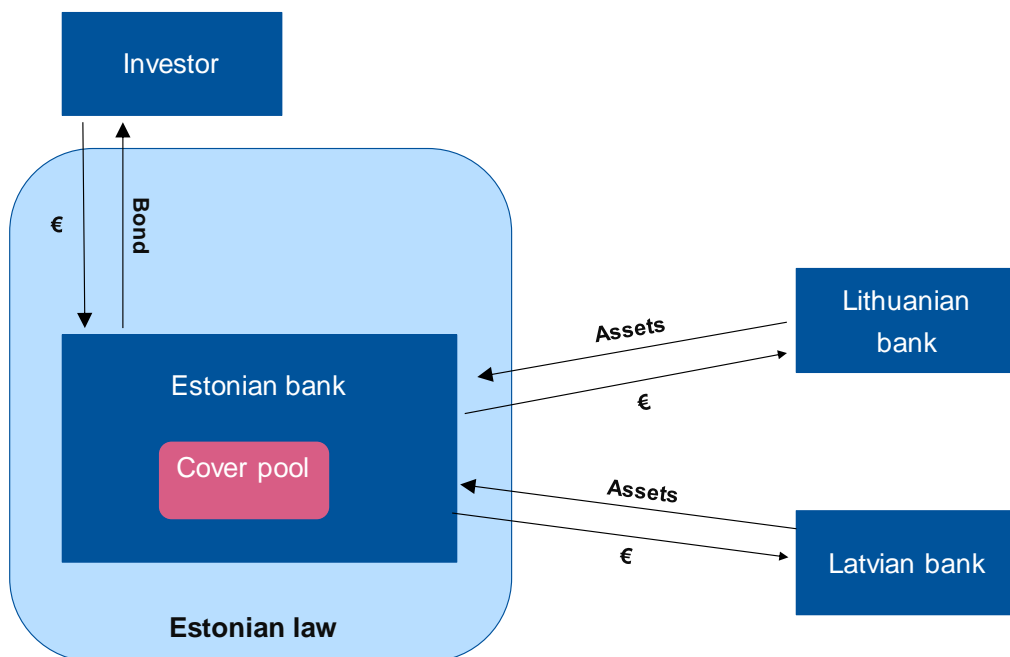 Investor
€
Bond
Lithuanian
bank
Assets
€
Estonian bank
Cover pool
Assets
€
Latvian bank
Estonian law